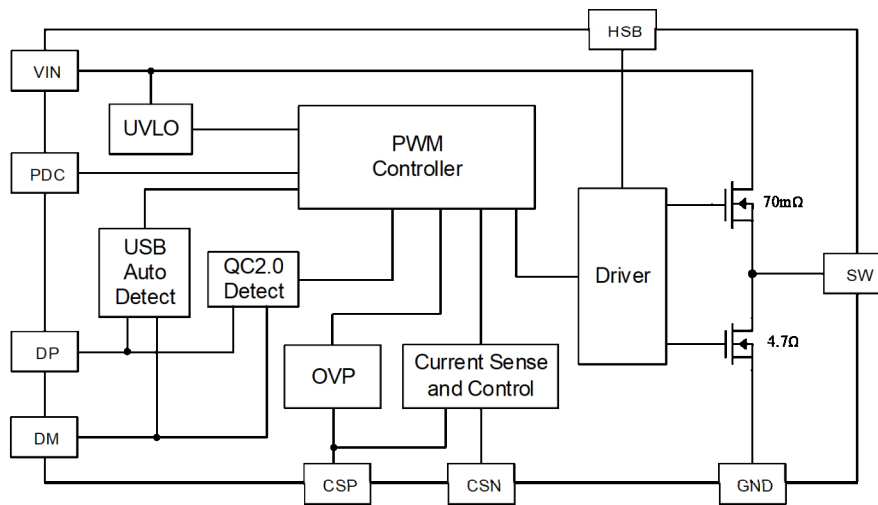 HSB
VIN
UVLO
PWM
Controller
PDC
70mΩ
USB
Auto
Detect
QC2.0
Detect
Driver
SW
DP
OVP
Current Sense
and Control
4.7Ω
DM
CSP
CSN
GND